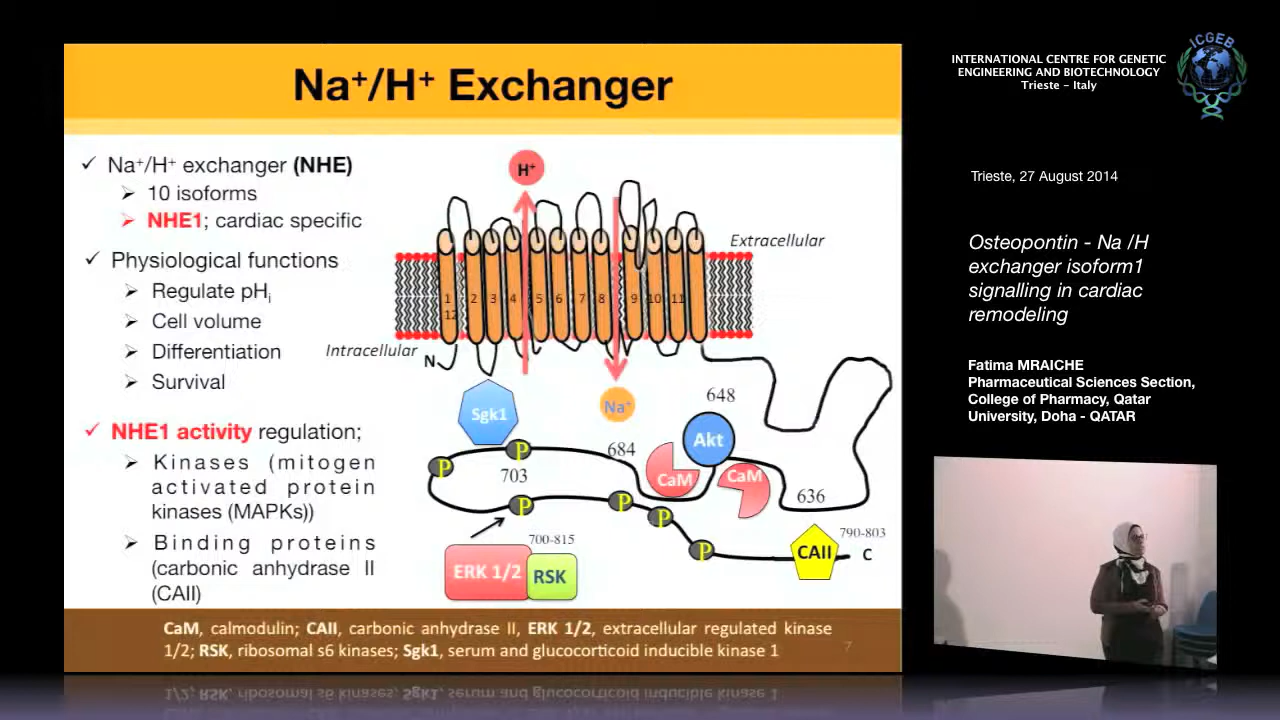 Na⁺/H⁺ Exchanger
✓ Na⁺/H⁺ exchanger (NHE)
➢ 10 isoforms
➢ NHE1; cardiac specific
✓ Physiological functions
➢ Regulate pHi
➢ Cell volume
➢ Differentiation
➢ Survival
✓ NHE1 activity regulation;
➢ Kinases (mitogen
activated protein
kinases (MAPKs))
➢ Binding proteins
(carbonic anhydrase II
(CAII)
H⁺
Extracellular
1 2 3 4 5 6 7 8 9 10 11
12
Intracellular
N
Na⁺
Sgk1
648
Akt
684
CaM
CaM
703
636
P
P
P
P
P
P
700-815
790-803
ERK 1/2
RSK
CAII
C
CaM, calmodulin; CAII, carbonic anhydrase II, ERK 1/2, extracellular regulated kinase
1/2; RSK, ribosomal s6 kinases; Sgk1, serum and glucocorticoid inducible kinase 1
7
INTERNATIONAL CENTRE FOR GENETIC
ENGINEERING AND BIOTECHNOLOGY
Trieste - Italy
ICGEB
Trieste, 27 August 2014
Osteopontin - Na /H
exchanger isoform1
signalling in cardiac
remodeling
Fatima MRAICHE
Pharmaceutical Sciences Section,
College of Pharmacy, Qatar
University, Doha - QATAR